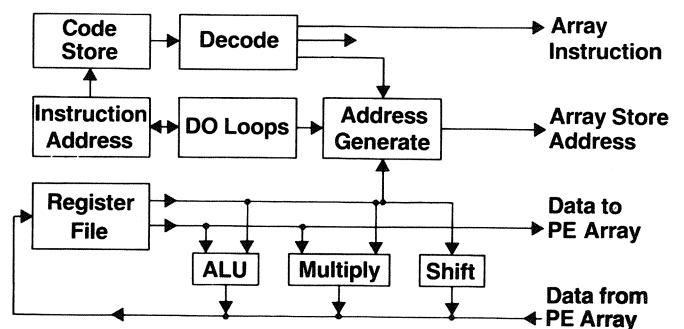 Code
Store
Decode
Array
Instruction
Instruction
Address
DO Loops
Address
Generate
Array Store
Address
Register
File
Data to
PE Array
ALU
Multiply
Shift
Data from
PE Array